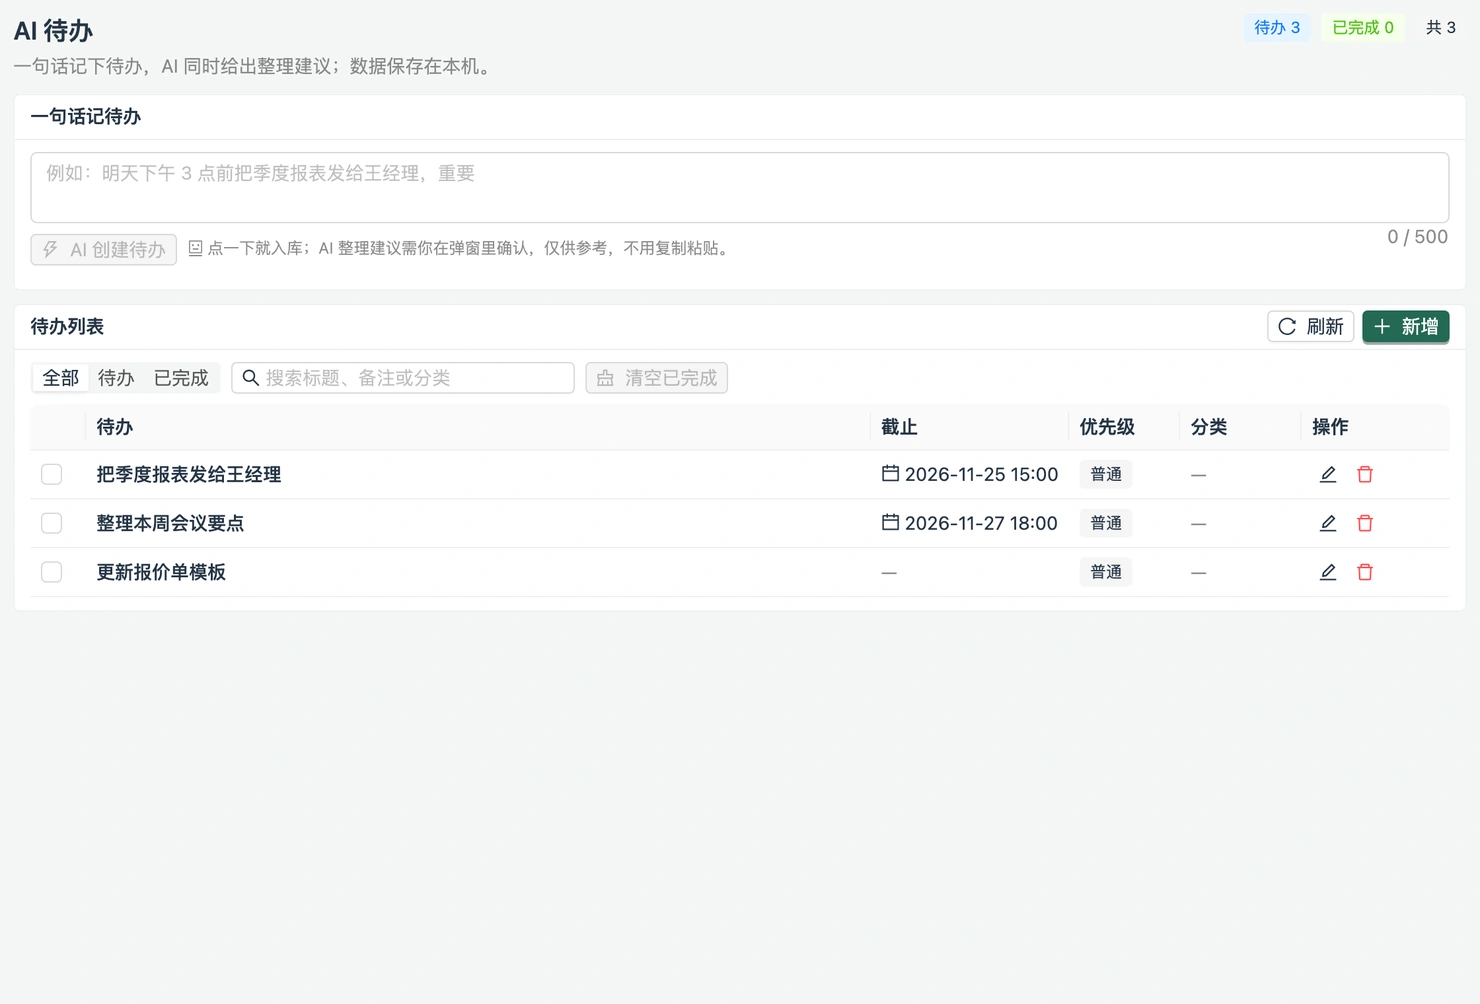 AI 待办
待办 3 已完成 0 共 3
一句话记下待办，AI 同时给出整理建议；数据保存在本机。
一句话记待办
例如：明天下午 3 点前把季度报表发给王经理，重要
AI 创建待办 点一下就入库；AI 整理建议需你在弹窗里确认，仅供参考，不用复制粘贴。 0 / 500
待办列表 刷新 新增
全部 待办 已完成 搜索标题、备注或分类 清空已完成
待办 截止 优先级 分类 操作
把季度报表发给王经理 2026-11-25 15:00 普通 —
整理本周会议要点 2026-11-27 18:00 普通 —
更新报价单模板 — 普通 —